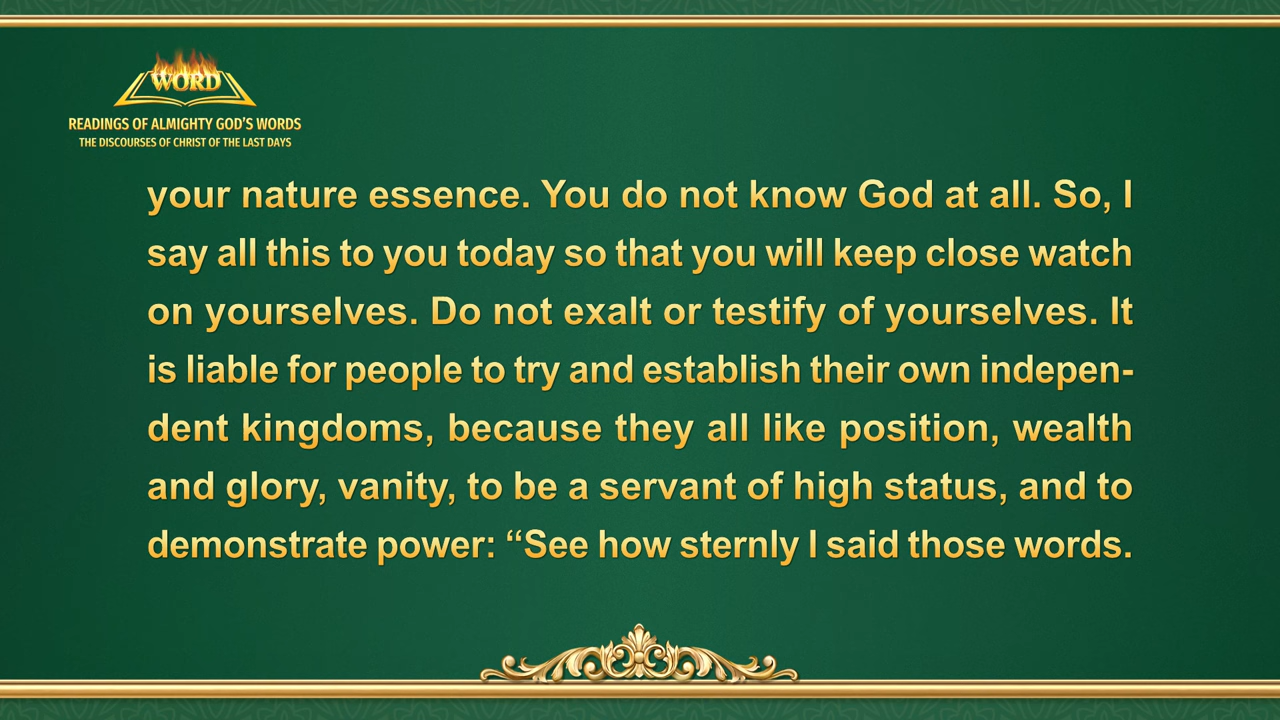 WORD
READINGS OF ALMIGHTY GOD'S WORDS
THE DISCOURSES OF CHRIST OF THE LAST DAYS
your nature essence. You do not know God at all. So, I
say all this to you today so that you will keep close watch
on yourselves. Do not exalt or testify of yourselves. It
is liable for people to try and establish their own indepen-
dent kingdoms, because they all like position, wealth
and glory, vanity, to be a servant of high status, and to
demonstrate power: “See how sternly I said those words.